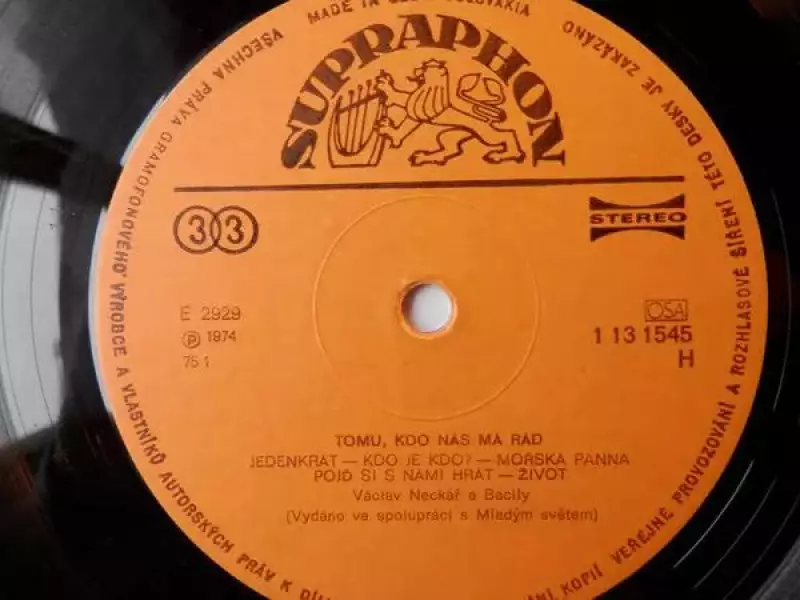 MADE IN CZECHOSLOVAKIA
VŠECHNA PRÁVA GRAMOFONOVÉHO VÝROBCE A VLASTNÍKŮ AUTORSKÝCH PRÁV K
KOPIÍ VEŘEJNÉ PROVOZOVÁNÍ A ROZHLASOVÉ ŠÍŘENÍ TÉTO DESKY JE ZAKÁZÁNO
SUPRAPHON
33
STEREO
E 2929
℗ 1974
75 1
OSA
1 13 1545
H
TOMU, KDO NÁS MÁ RÁD
JEDENKRÁT — KDO JE KDO? — MOŘSKÁ PANNA
POJĎ SI S NÁMI HRÁT — ŽIVOT
Václav Neckář a Bacily
(Vydáno ve spolupráci s Mladým světem)